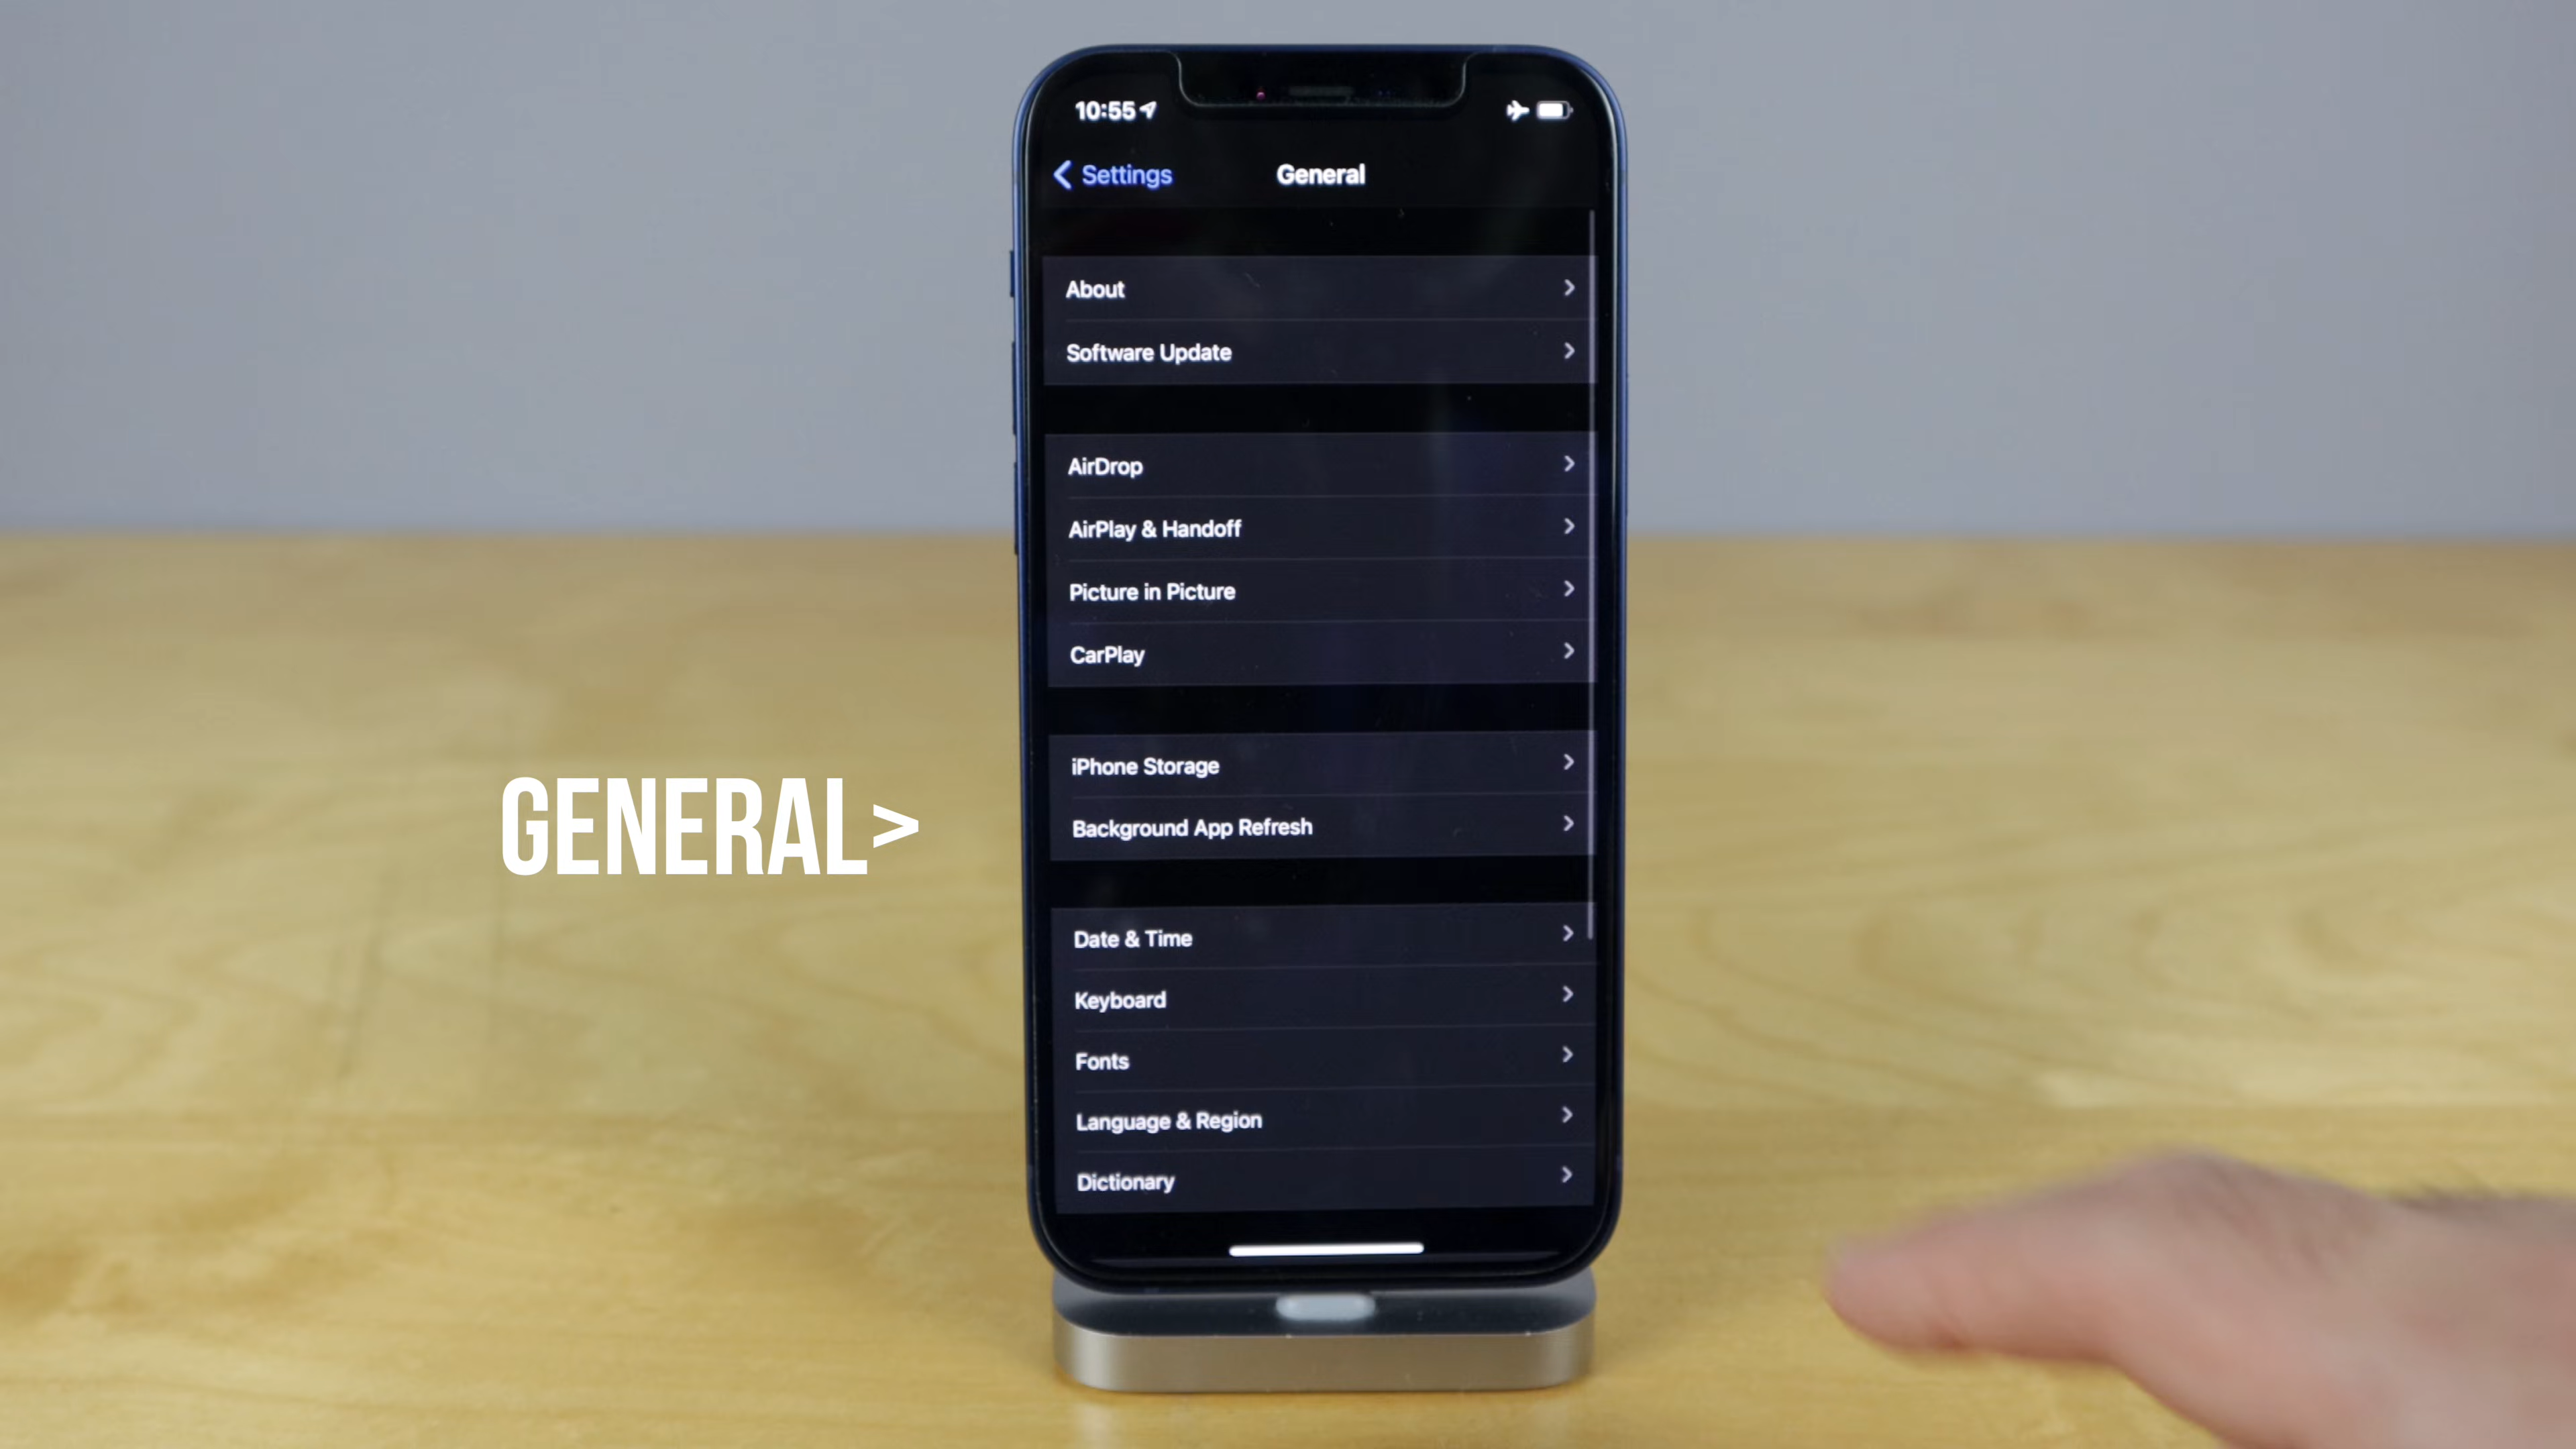 10:55
Settings
General
About
Software Update
AirDrop
AirPlay & Handoff
Picture in Picture
CarPlay
iPhone Storage
Background App Refresh
Date & Time
Keyboard
Fonts
Language & Region
Dictionary
GENERAL>